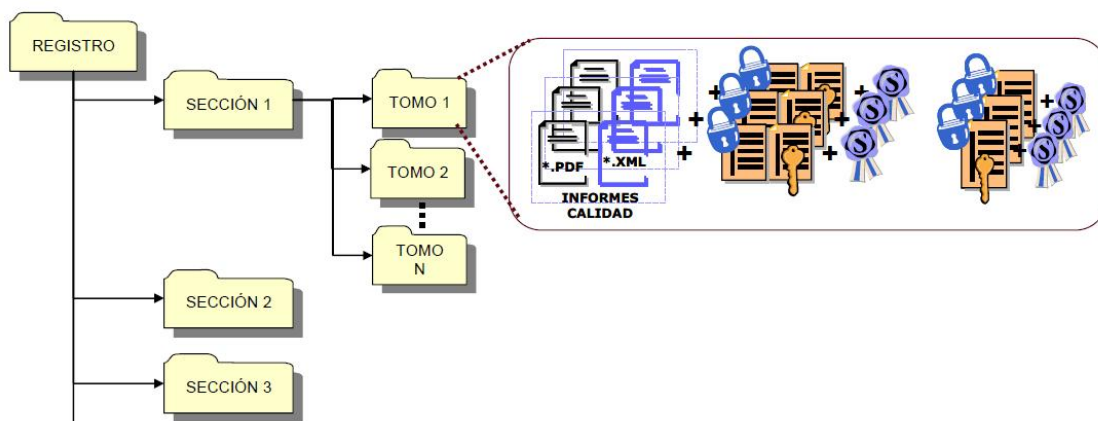 REGISTRO
SECCIÓN 1
TOMO 1
TOMO 2
TOMO
N
SECCIÓN 2
SECCIÓN 3
*.PDF
*.XML
INFORMES
CALIDAD
+
+
+
+
+
+
+
+
S
S
S
S
S
S